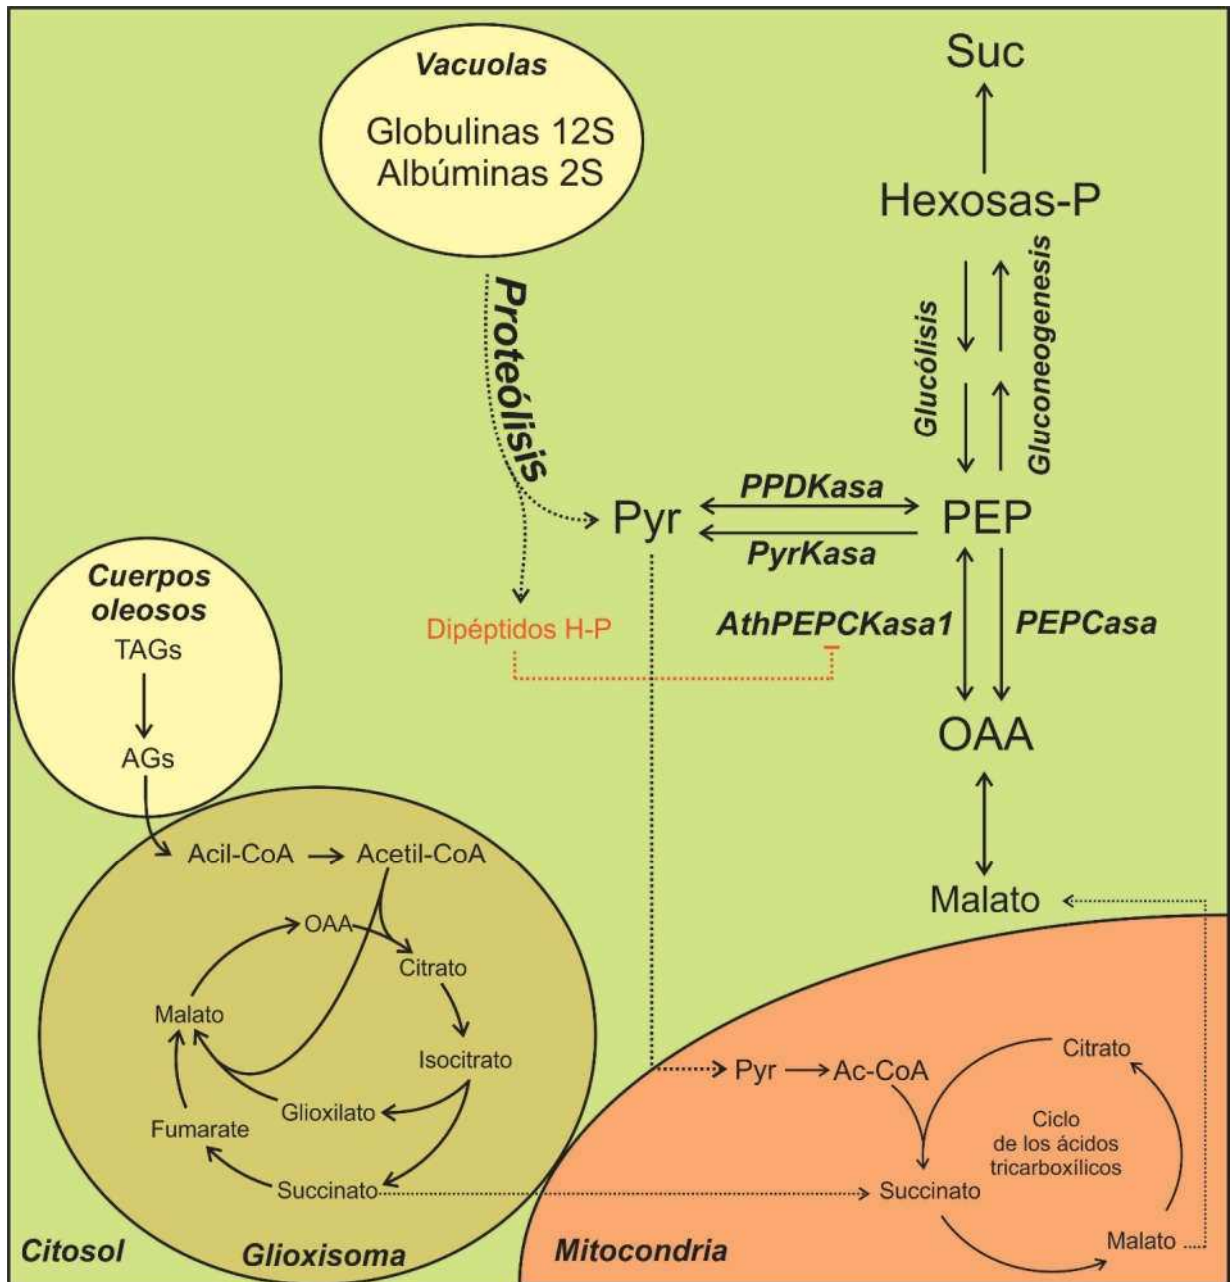 Vacuolas
Globulinas 12S
Albúminas 2S
Suc
Hexosas-P
Glucólisis
Gluconeogenesis
Proteólisis
Pyr
PPDKasa
PyrKasa
PEP
Dipéptidos H-P
AthPEPCKasa1
PEPCasa
OAA
Malato
Cuerpos
oleosos
TAGs
AGs
Acil-CoA
Acetil-CoA
OAA
Citrato
Malato
Isocitrato
Glioxilato
Fumarate
Succinato
Pyr
Ac-CoA
Citrato
Ciclo
de los ácidos
tricarboxílicos
Succinato
Malato
Citosol
Glioxisoma
Mitocondria